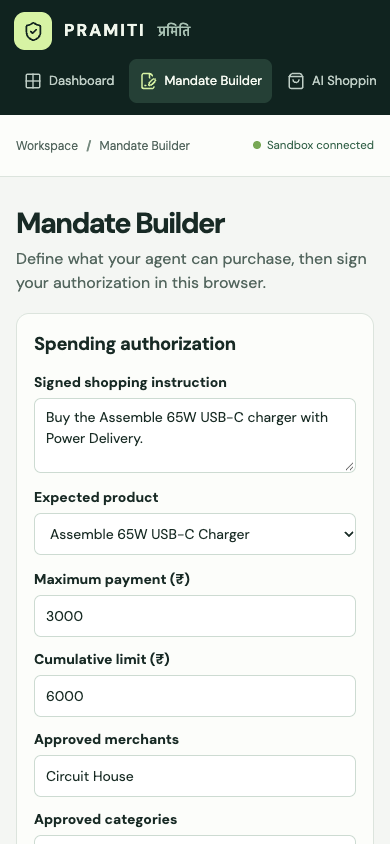 PRAMITI प्रमिति
Dashboard Mandate Builder AI Shoppin
Workspace / Mandate Builder Sandbox connected
Mandate Builder
Define what your agent can purchase, then sign
your authorization in this browser.
Spending authorization
Signed shopping instruction
Buy the Assemble 65W USB-C charger with
Power Delivery.
Expected product
Assemble 65W USB-C Charger
Maximum payment (₹)
3000
Cumulative limit (₹)
6000
Approved merchants
Circuit House
Approved categories